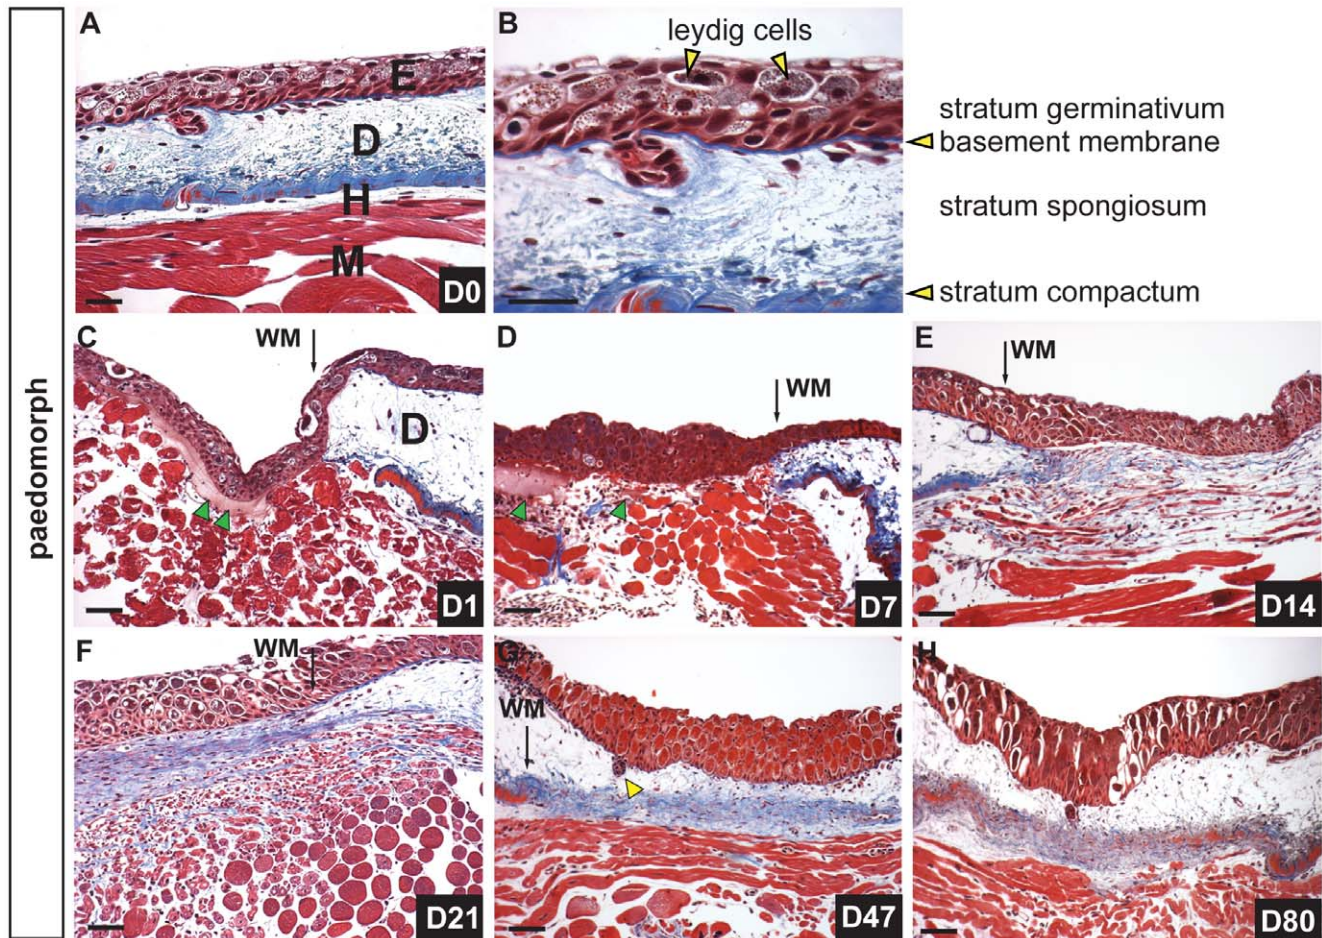 paedomorph
A
E
D
H
M
D0
B
leydig cells
stratum germinativum
basement membrane
stratum spongiosum
stratum compactum
C
WM
D
D1
D
WM
D7
E
WM
D14
F
WM
D21
G
WM
D47
H
D80